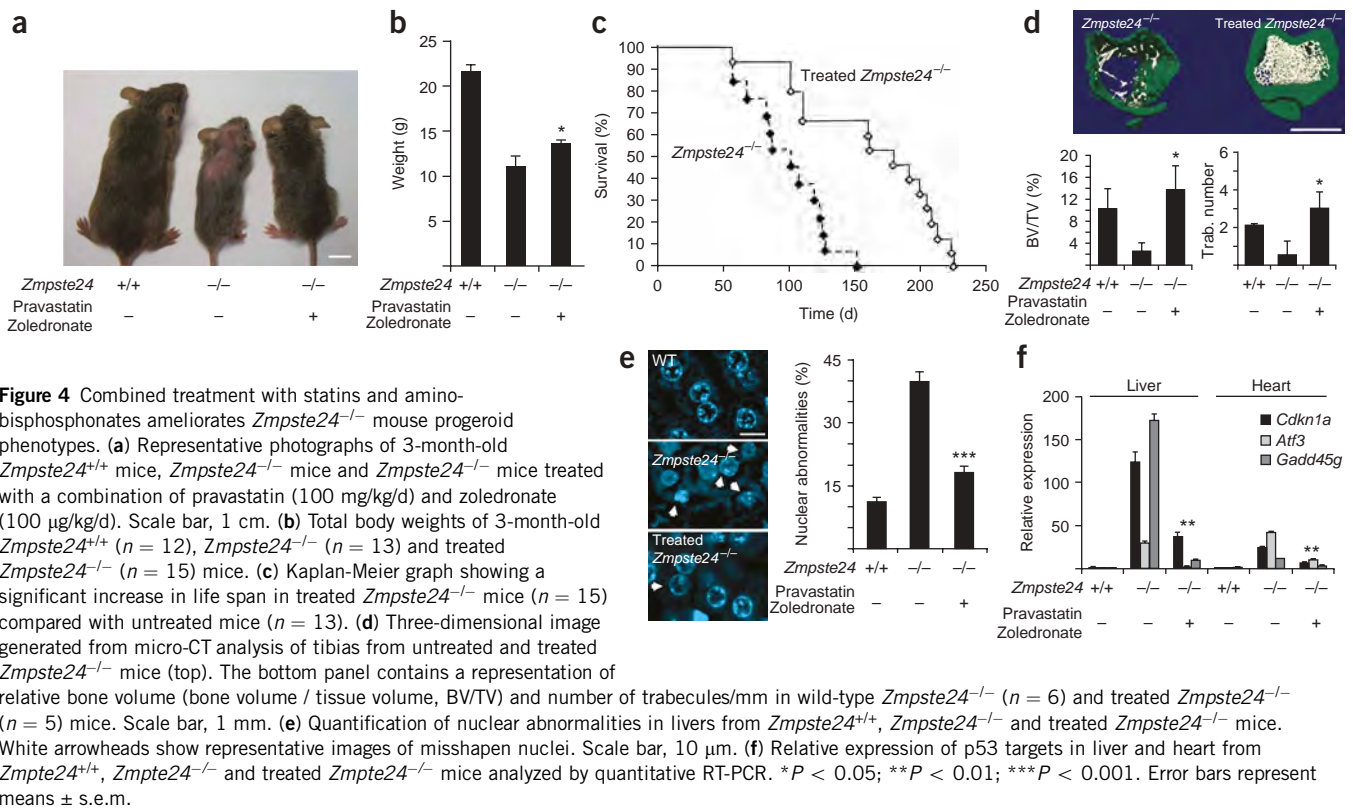 a
Zmpste24 +/+ –/– –/–
Pravastatin
Zoledronate – – +
b
25
20
15
10
5
Weight (g)
*
Zmpste24 +/+ –/– –/–
Pravastatin
Zoledronate – – +
c
100
90
80
70
60
50
40
30
20
10
0
Survival (%)
Treated Zmpste24–/–
Zmpste24–/–
0 50 100 150 200 250
Time (d)
d
Zmpste24–/– Treated Zmpste24–/–
20
16
12
8
4
BV/TV (%)
*
Zmpste24 +/+ –/– –/–
Pravastatin
Zoledronate – – +
6
4
2
Trab. number
*
+/+ –/– –/–
– – +
e
WT
Zmpste24–/–
Treated
Zmpste24–/–
45
30
15
Nuclear abnormalities (%)
***
Zmpste24 +/+ –/– –/–
Pravastatin
Zoledronate – – +
f
Liver Heart
200
150
100
50
Relative expression
Cdkn1a
Atf3
Gadd45g
** **
Zmpste24 +/+ –/– –/– +/+ –/– –/–
Pravastatin
Zoledronate – – + – – +
Figure 4 Combined treatment with statins and amino-
bisphosphonates ameliorates Zmpste24–/– mouse progeroid
phenotypes. (a) Representative photographs of 3-month-old
Zmpste24+/+ mice, Zmpste24–/– mice and Zmpste24–/– mice treated
with a combination of pravastatin (100 mg/kg/d) and zoledronate
(100 μg/kg/d). Scale bar, 1 cm. (b) Total body weights of 3-month-old
Zmpste24+/+ (n = 12), Zmpste24–/– (n = 13) and treated
Zmpste24–/– (n = 15) mice. (c) Kaplan-Meier graph showing a
significant increase in life span in treated Zmpste24–/– mice (n = 15)
compared with untreated mice (n = 13). (d) Three-dimensional image
generated from micro-CT analysis of tibias from untreated and treated
Zmpste24–/– mice (top). The bottom panel contains a representation of
relative bone volume (bone volume / tissue volume, BV/TV) and number of trabecules/mm in wild-type Zmpste24–/– (n = 6) and treated Zmpste24–/–
(n = 5) mice. Scale bar, 1 mm. (e) Quantification of nuclear abnormalities in livers from Zmpste24+/+, Zmpste24–/– and treated Zmpste24–/– mice.
White arrowheads show representative images of misshapen nuclei. Scale bar, 10 μm. (f) Relative expression of p53 targets in liver and heart from
Zmpte24+/+, Zmpte24–/– and treated Zmpte24–/– mice analyzed by quantitative RT-PCR. *P < 0.05; **P < 0.01; ***P < 0.001. Error bars represent
means ± s.e.m.